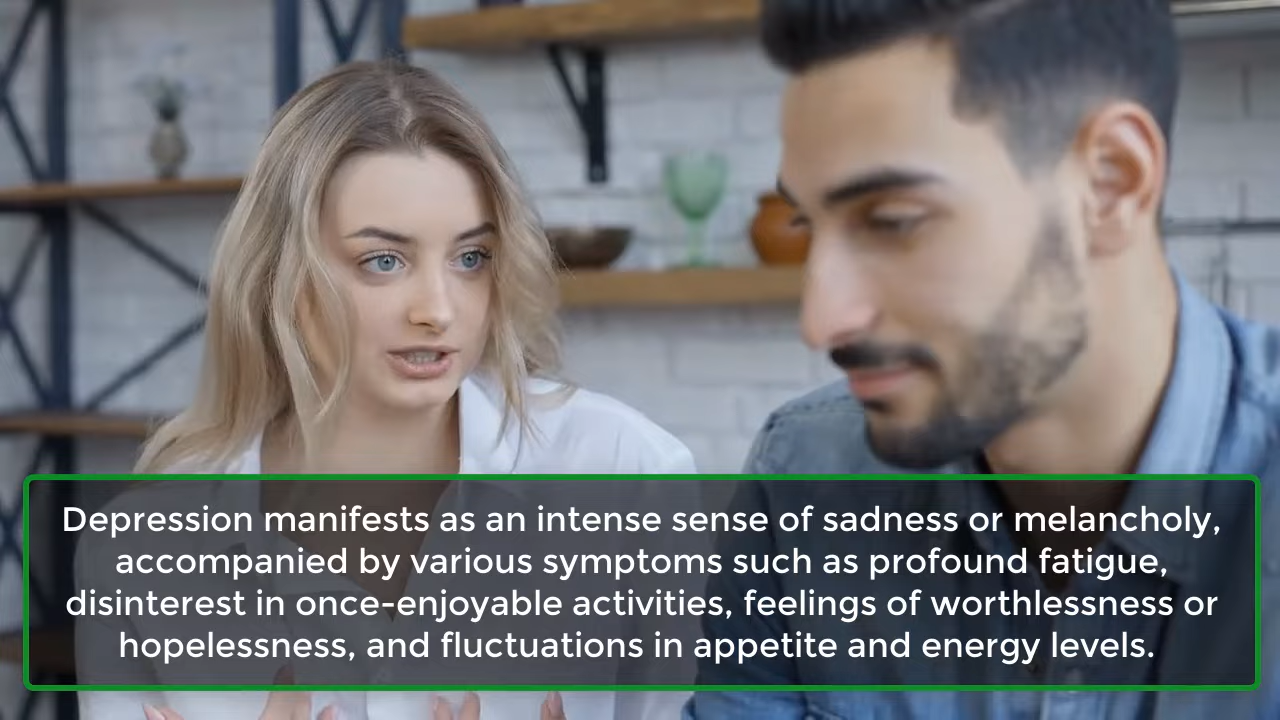 Depression manifests as an intense sense of sadness or melancholy,
accompanied by various symptoms such as profound fatigue,
disinterest in once-enjoyable activities, feelings of worthlessness or
hopelessness, and fluctuations in appetite and energy levels.